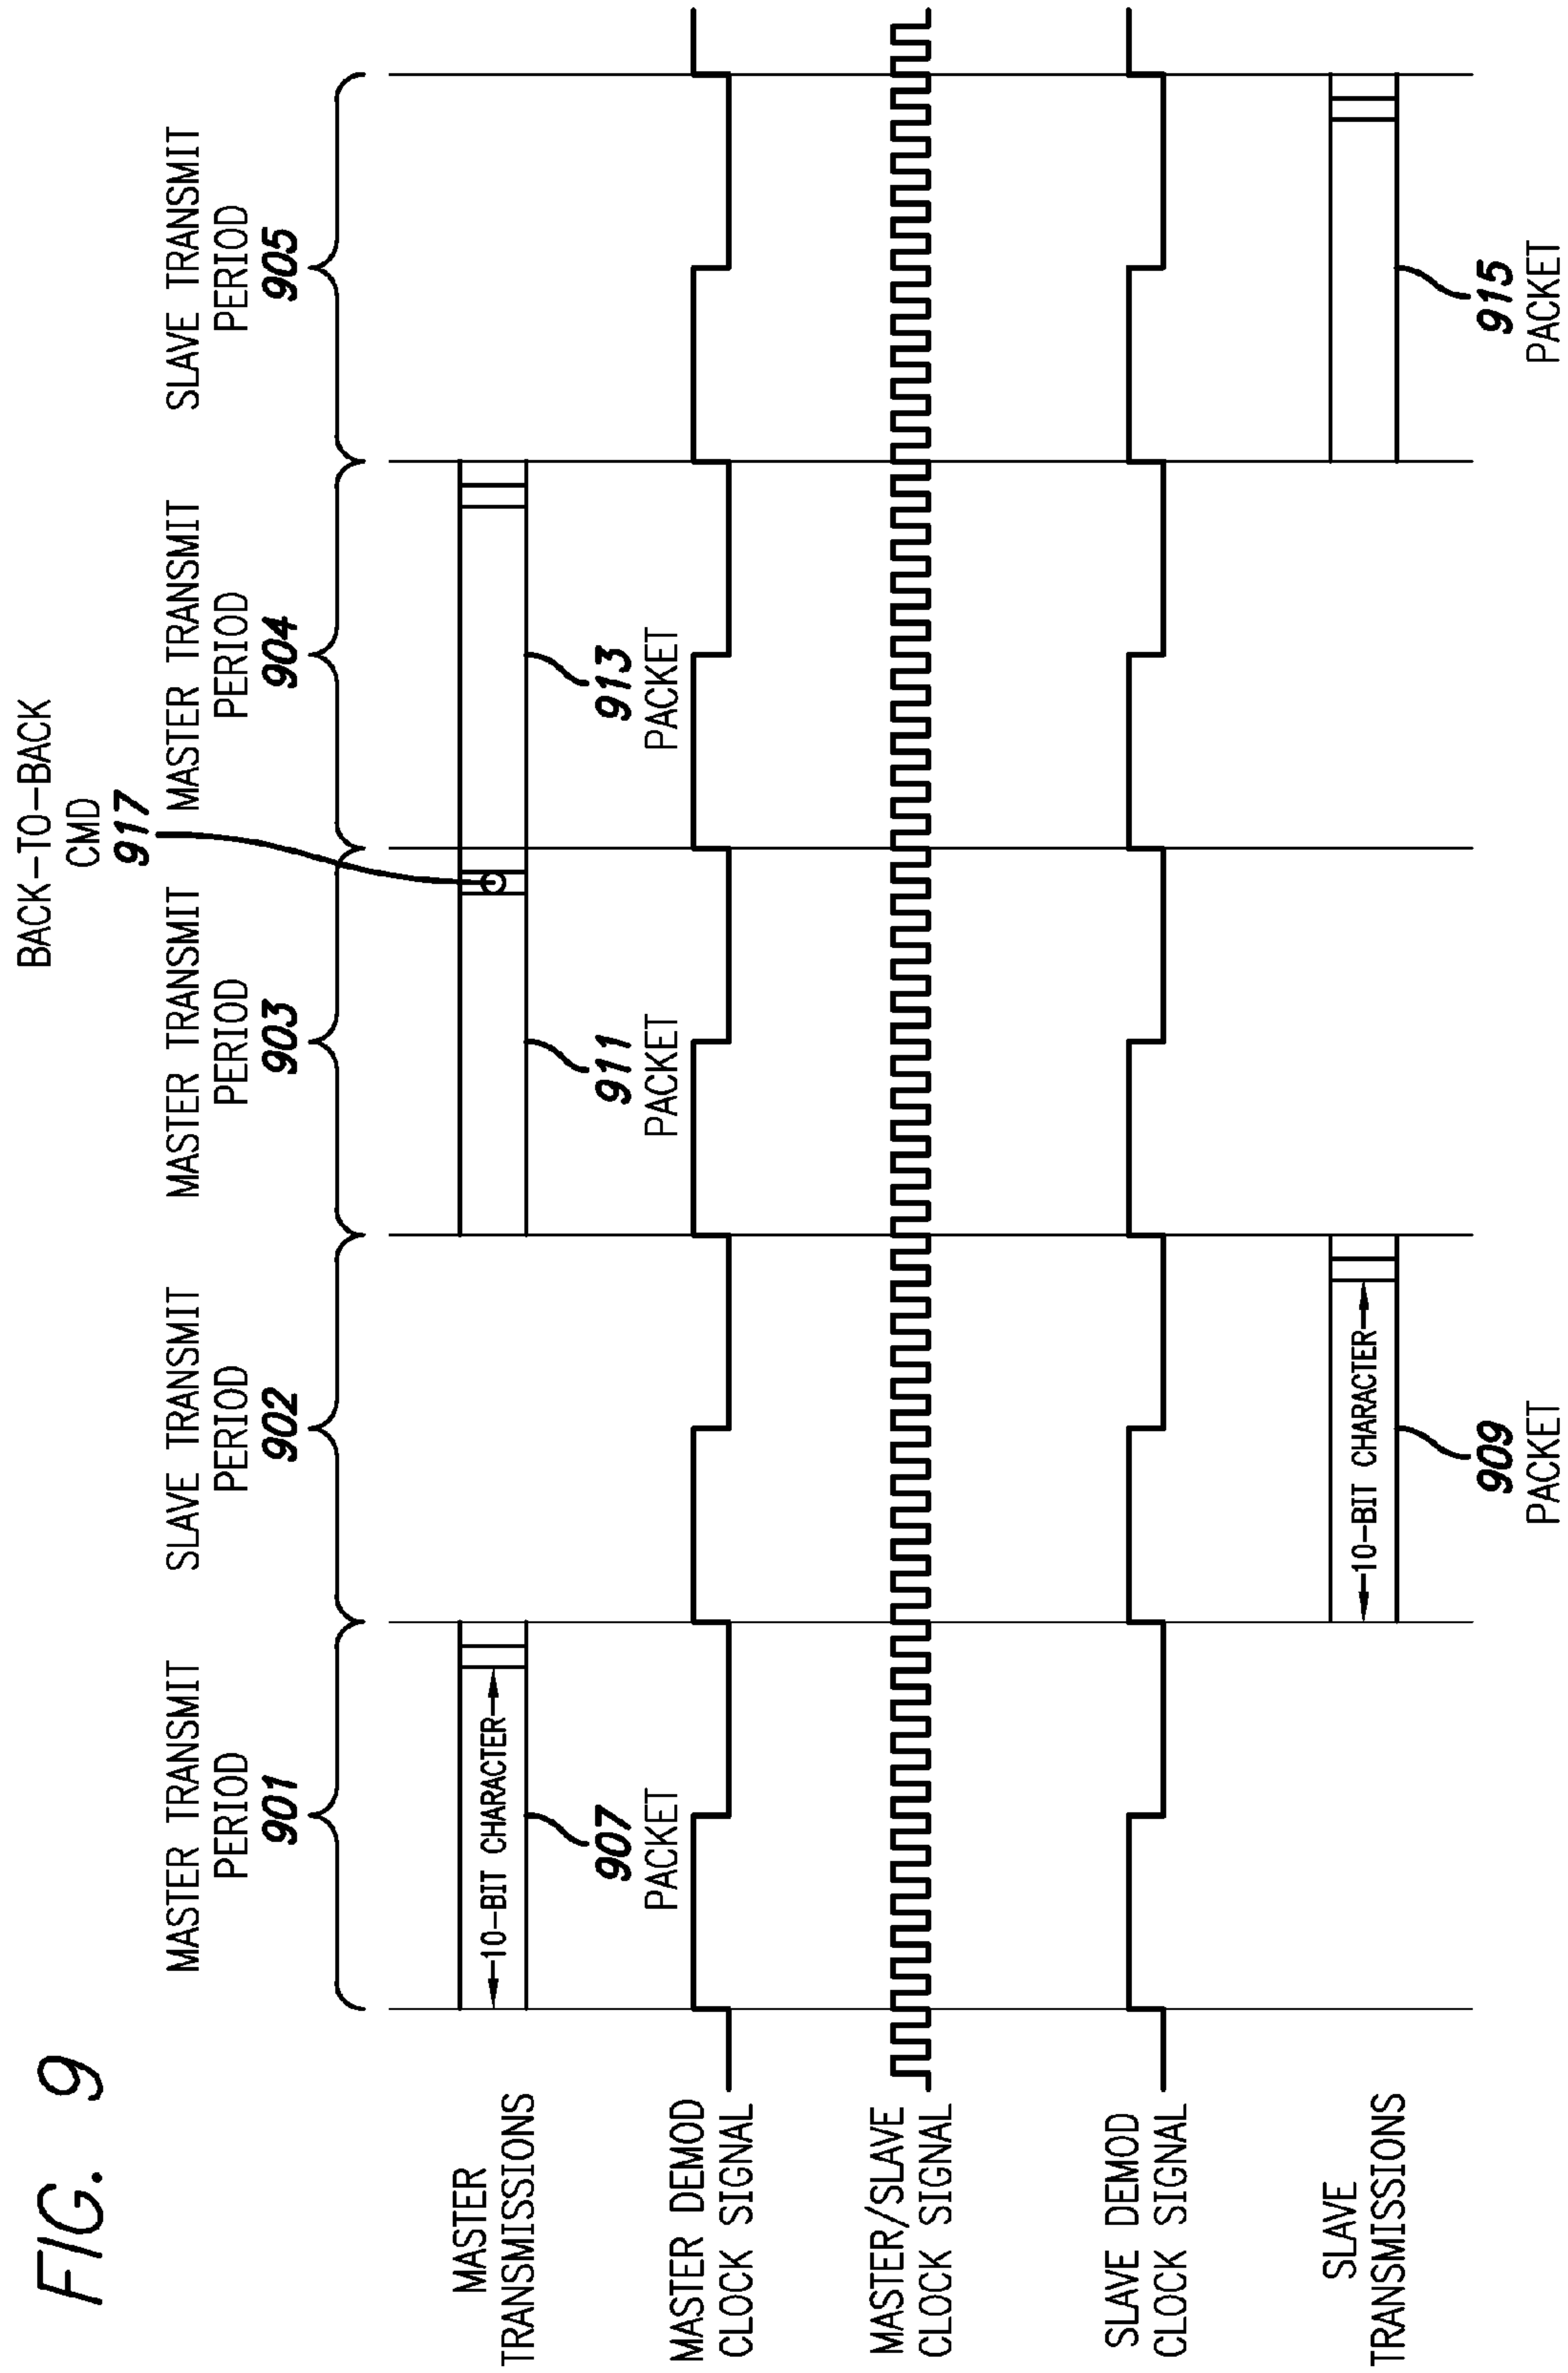 FIG. 9
BACK-TO-BACK
CMD
917
MASTER TRANSMIT
PERIOD
901
SLAVE TRANSMIT
PERIOD
902
MASTER TRANSMIT
PERIOD
903
MASTER TRANSMIT
PERIOD
904
SLAVE TRANSMIT
PERIOD
905
MASTER
TRANSMISSIONS
10-BIT CHARACTER
907
PACKET
911
PACKET
913
PACKET
MASTER DEMOD
CLOCK SIGNAL
MASTER/SLAVE
CLOCK SIGNAL
SLAVE DEMOD
CLOCK SIGNAL
SLAVE
TRANSMISSIONS
10-BIT CHARACTER
909
PACKET
915
PACKET